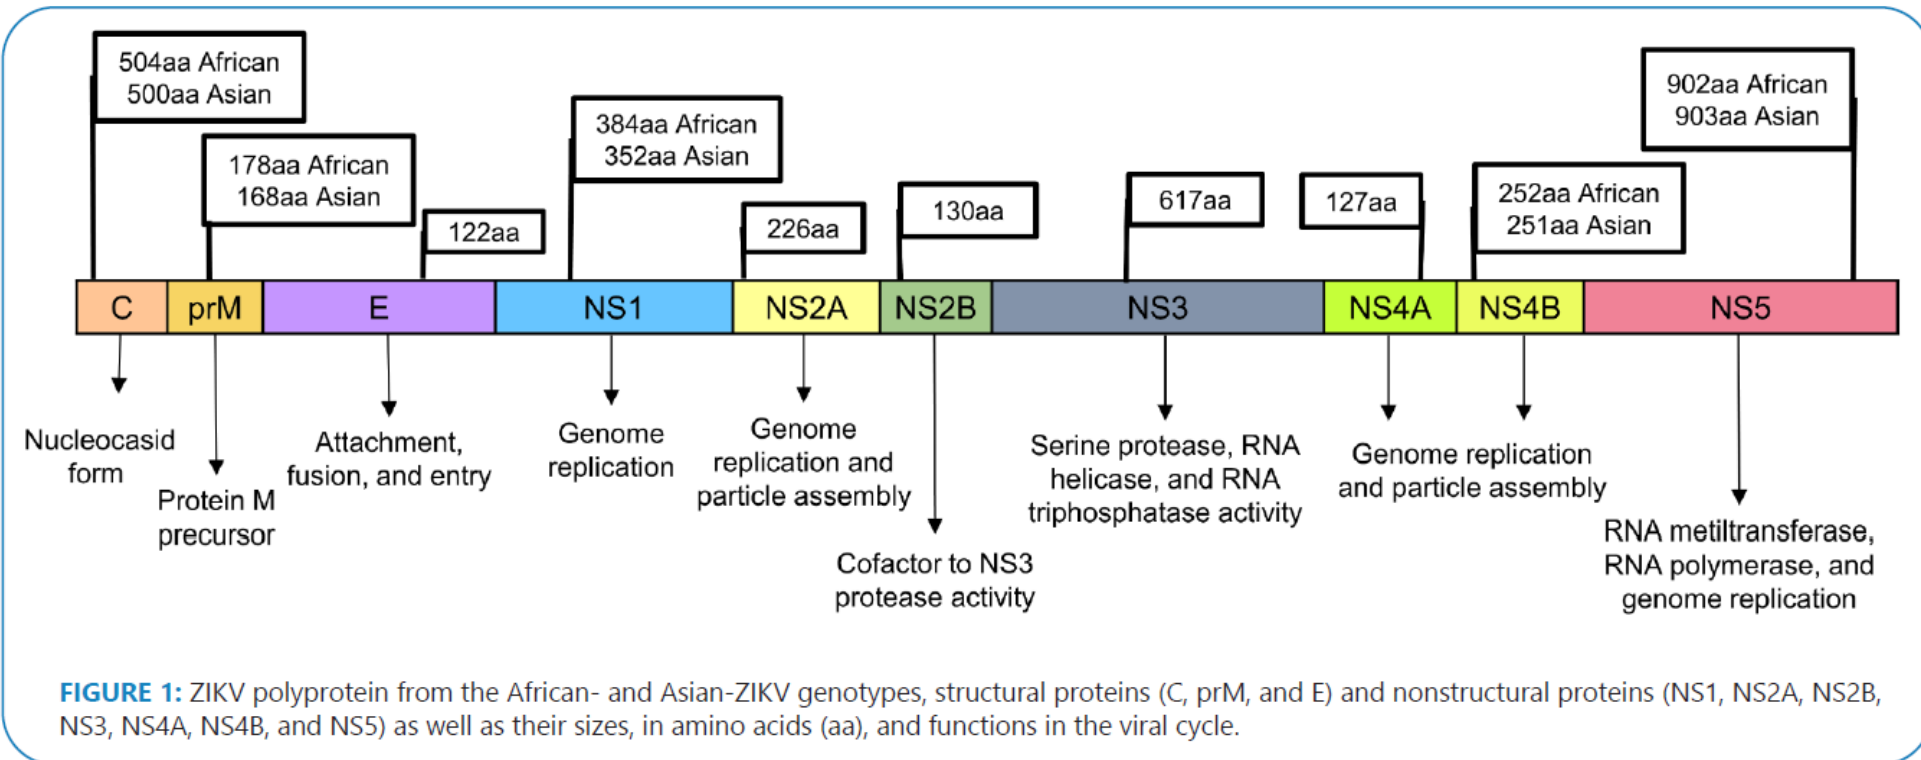 504aa African
500aa Asian
178aa African
168aa Asian
122aa
384aa African
352aa Asian
226aa
130aa
617aa
127aa
252aa African
251aa Asian
902aa African
903aa Asian
C
prM
E
NS1
NS2A
NS2B
NS3
NS4A
NS4B
NS5
Nucleocasid
form
Protein M
precursor
Attachment,
fusion, and entry
Genome
replication
Genome
replication and
particle assembly
Cofactor to NS3
protease activity
Serine protease, RNA
helicase, and RNA
triphosphatase activity
Genome replication
and particle assembly
RNA metiltransferase,
RNA polymerase, and
genome replication
FIGURE 1: ZIKV polyprotein from the African- and Asian-ZIKV genotypes, structural proteins (C, prM, and E) and nonstructural proteins (NS1, NS2A, NS2B,
NS3, NS4A, NS4B, and NS5) as well as their sizes, in amino acids (aa), and functions in the viral cycle.